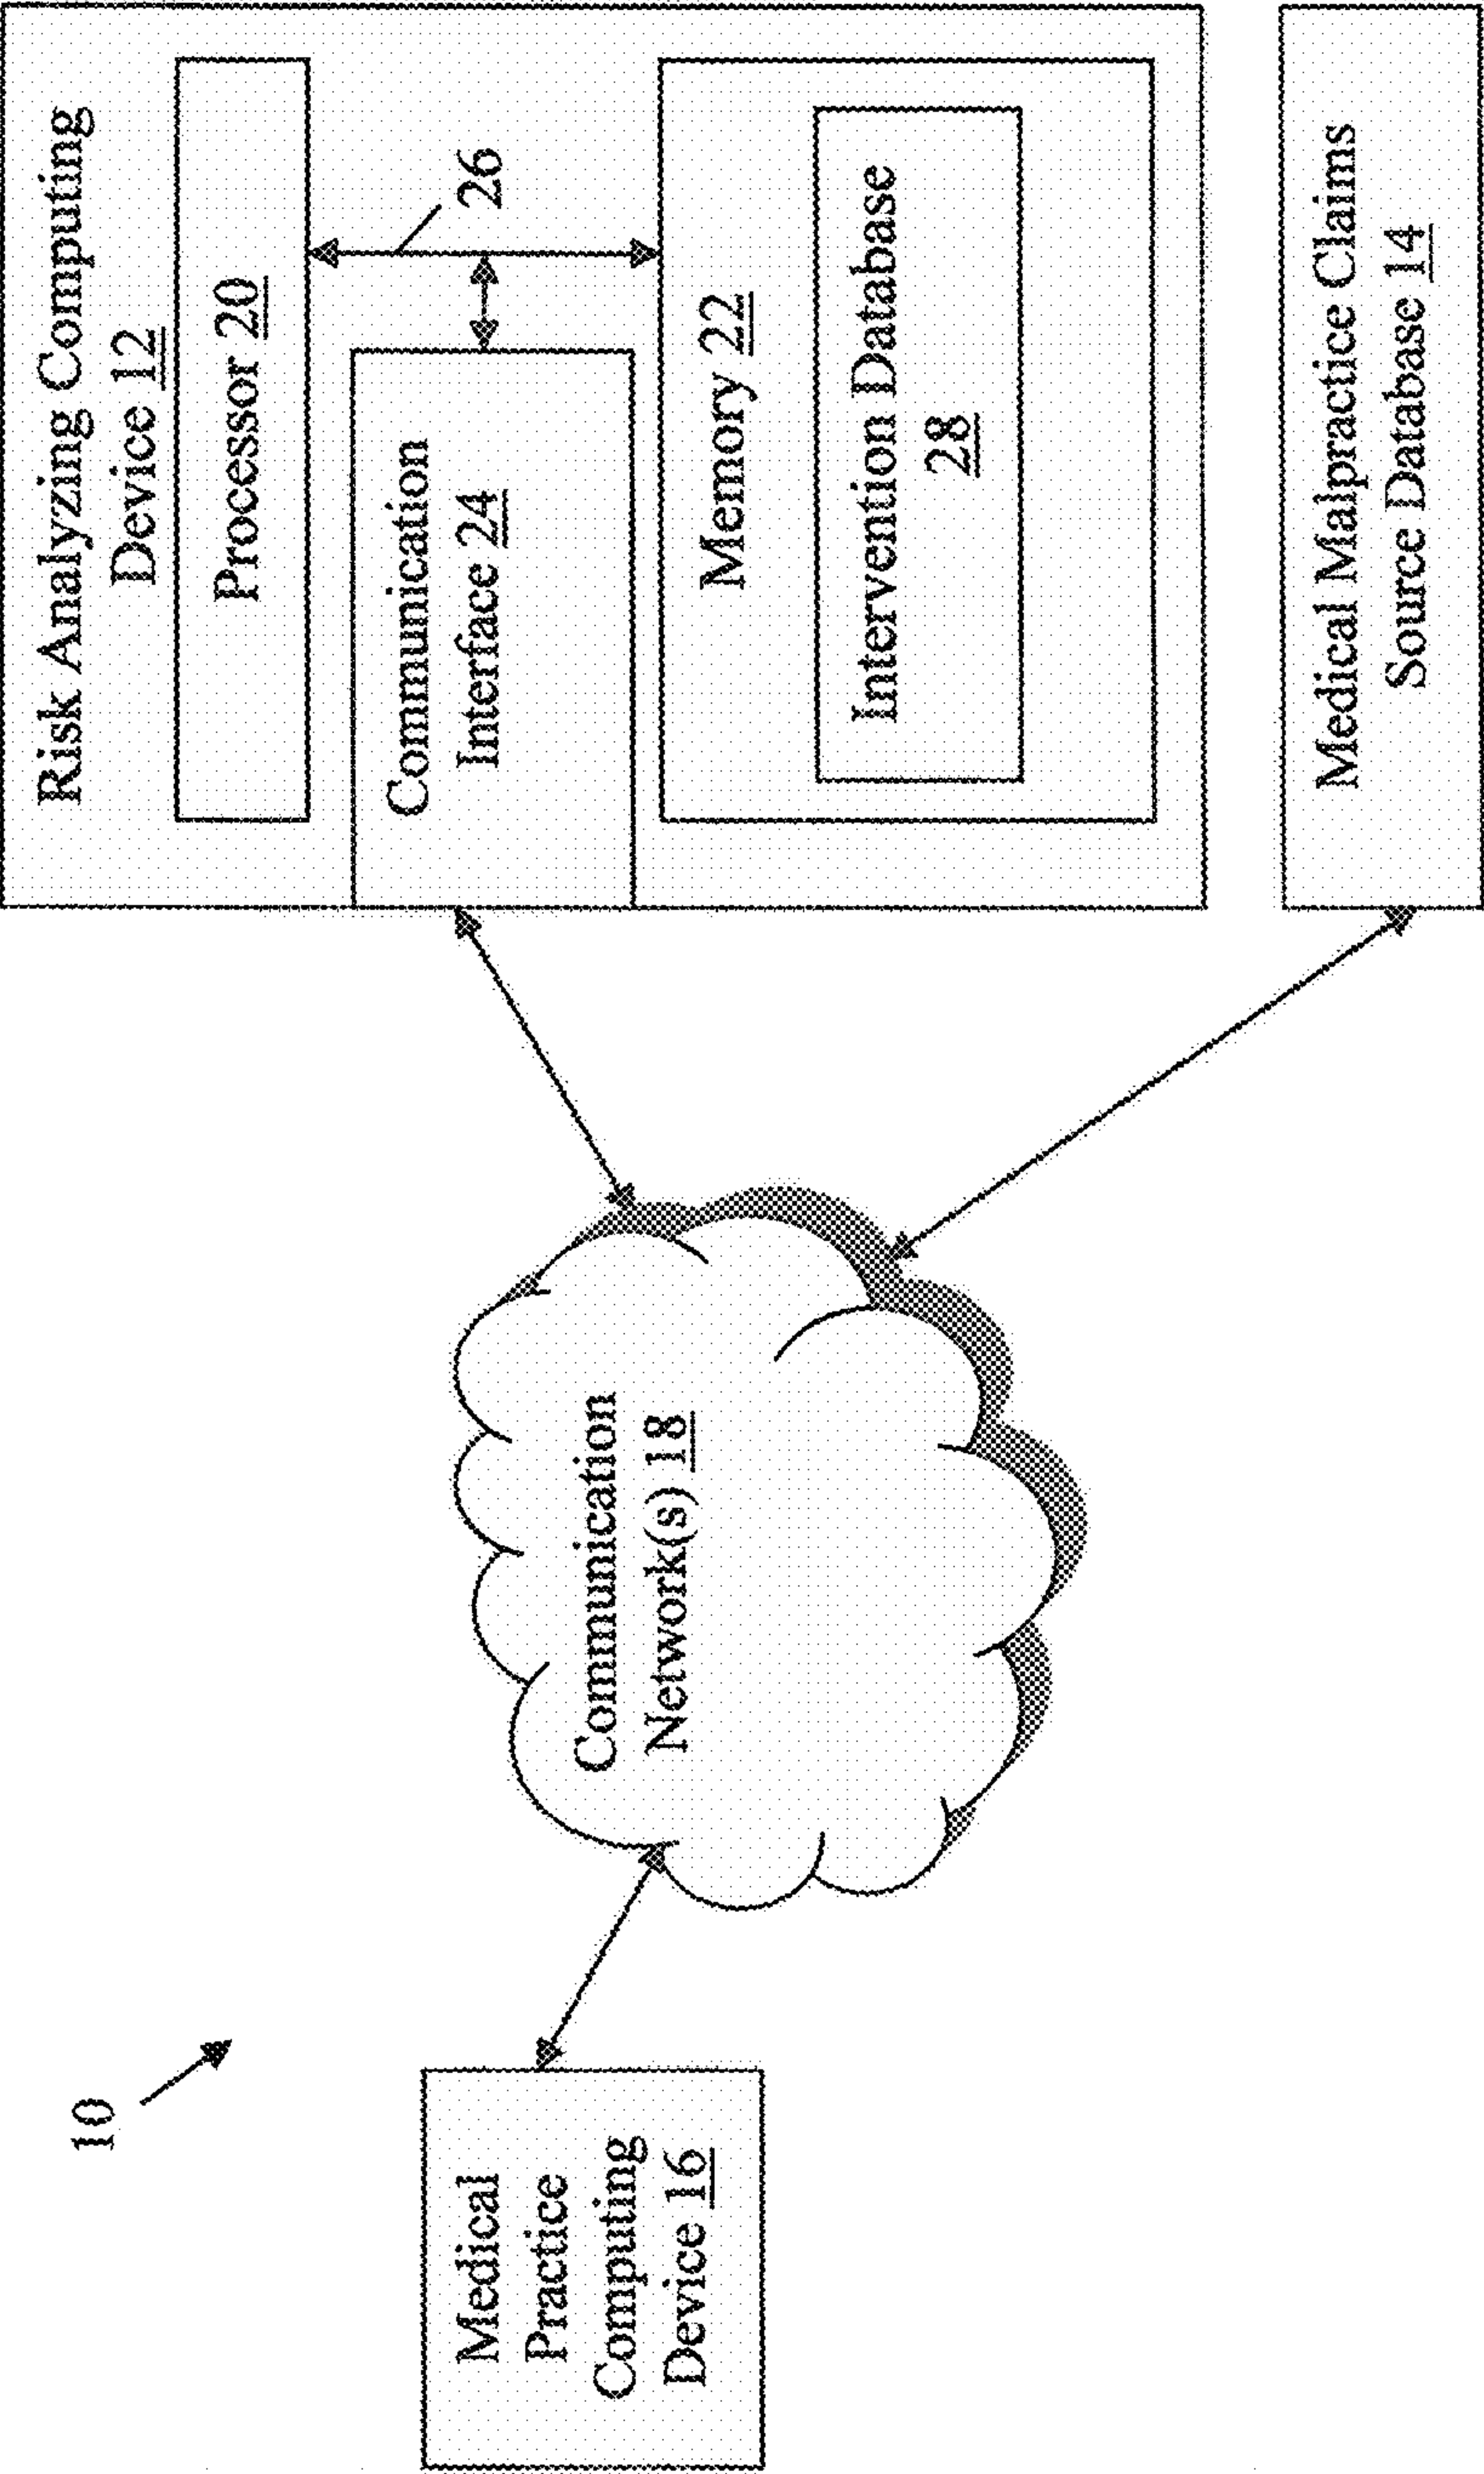 10
Medical
Practice
Computing
Device 16
Communication
Network(s) 18
Risk Analyzing Computing
Device 12
Processor 20
Communication
Interface 24
26
Memory 22
Intervention Database
28
Medical Malpractice Claims
Source Database 14